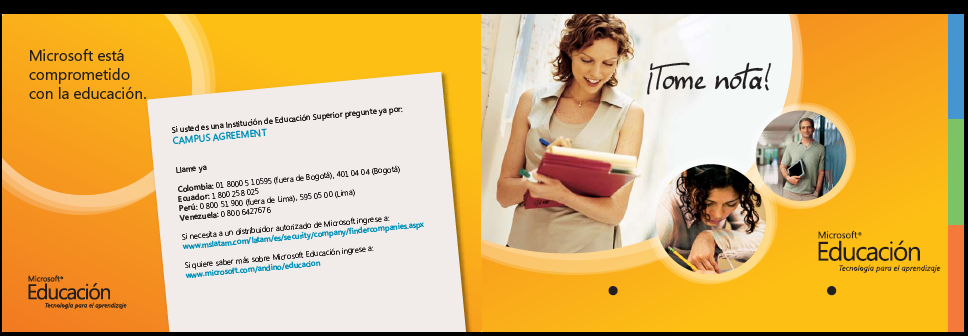 Microsoft está
comprometido
con la educación.
Si usted es una Institución de Educación Superior pregunte ya por:
CAMPUS AGREEMENT
Llame ya
Colombia: 01 8000 5 10595 (fuera de Bogotá), 401 04 04 (Bogotá)
Ecuador: 1 800 258 025
Perú: 0 800 51 900 (fuera de Lima), 595 05 00 (Lima)
Venezuela: 0 800 6427676
Si necesita a un distribuidor autorizado de Microsoft ingrese a:
www.mslatam.com/latam/es/security/company/findercompanies.aspx
Si quiere saber más sobre Microsoft Educación ingrese a:
www.microsoft.com/andino/educacion
Microsoft®
Educación
Tecnología para el aprendizaje
¡Tome nota!
Microsoft®
Educación
Tecnología para el aprendizaje